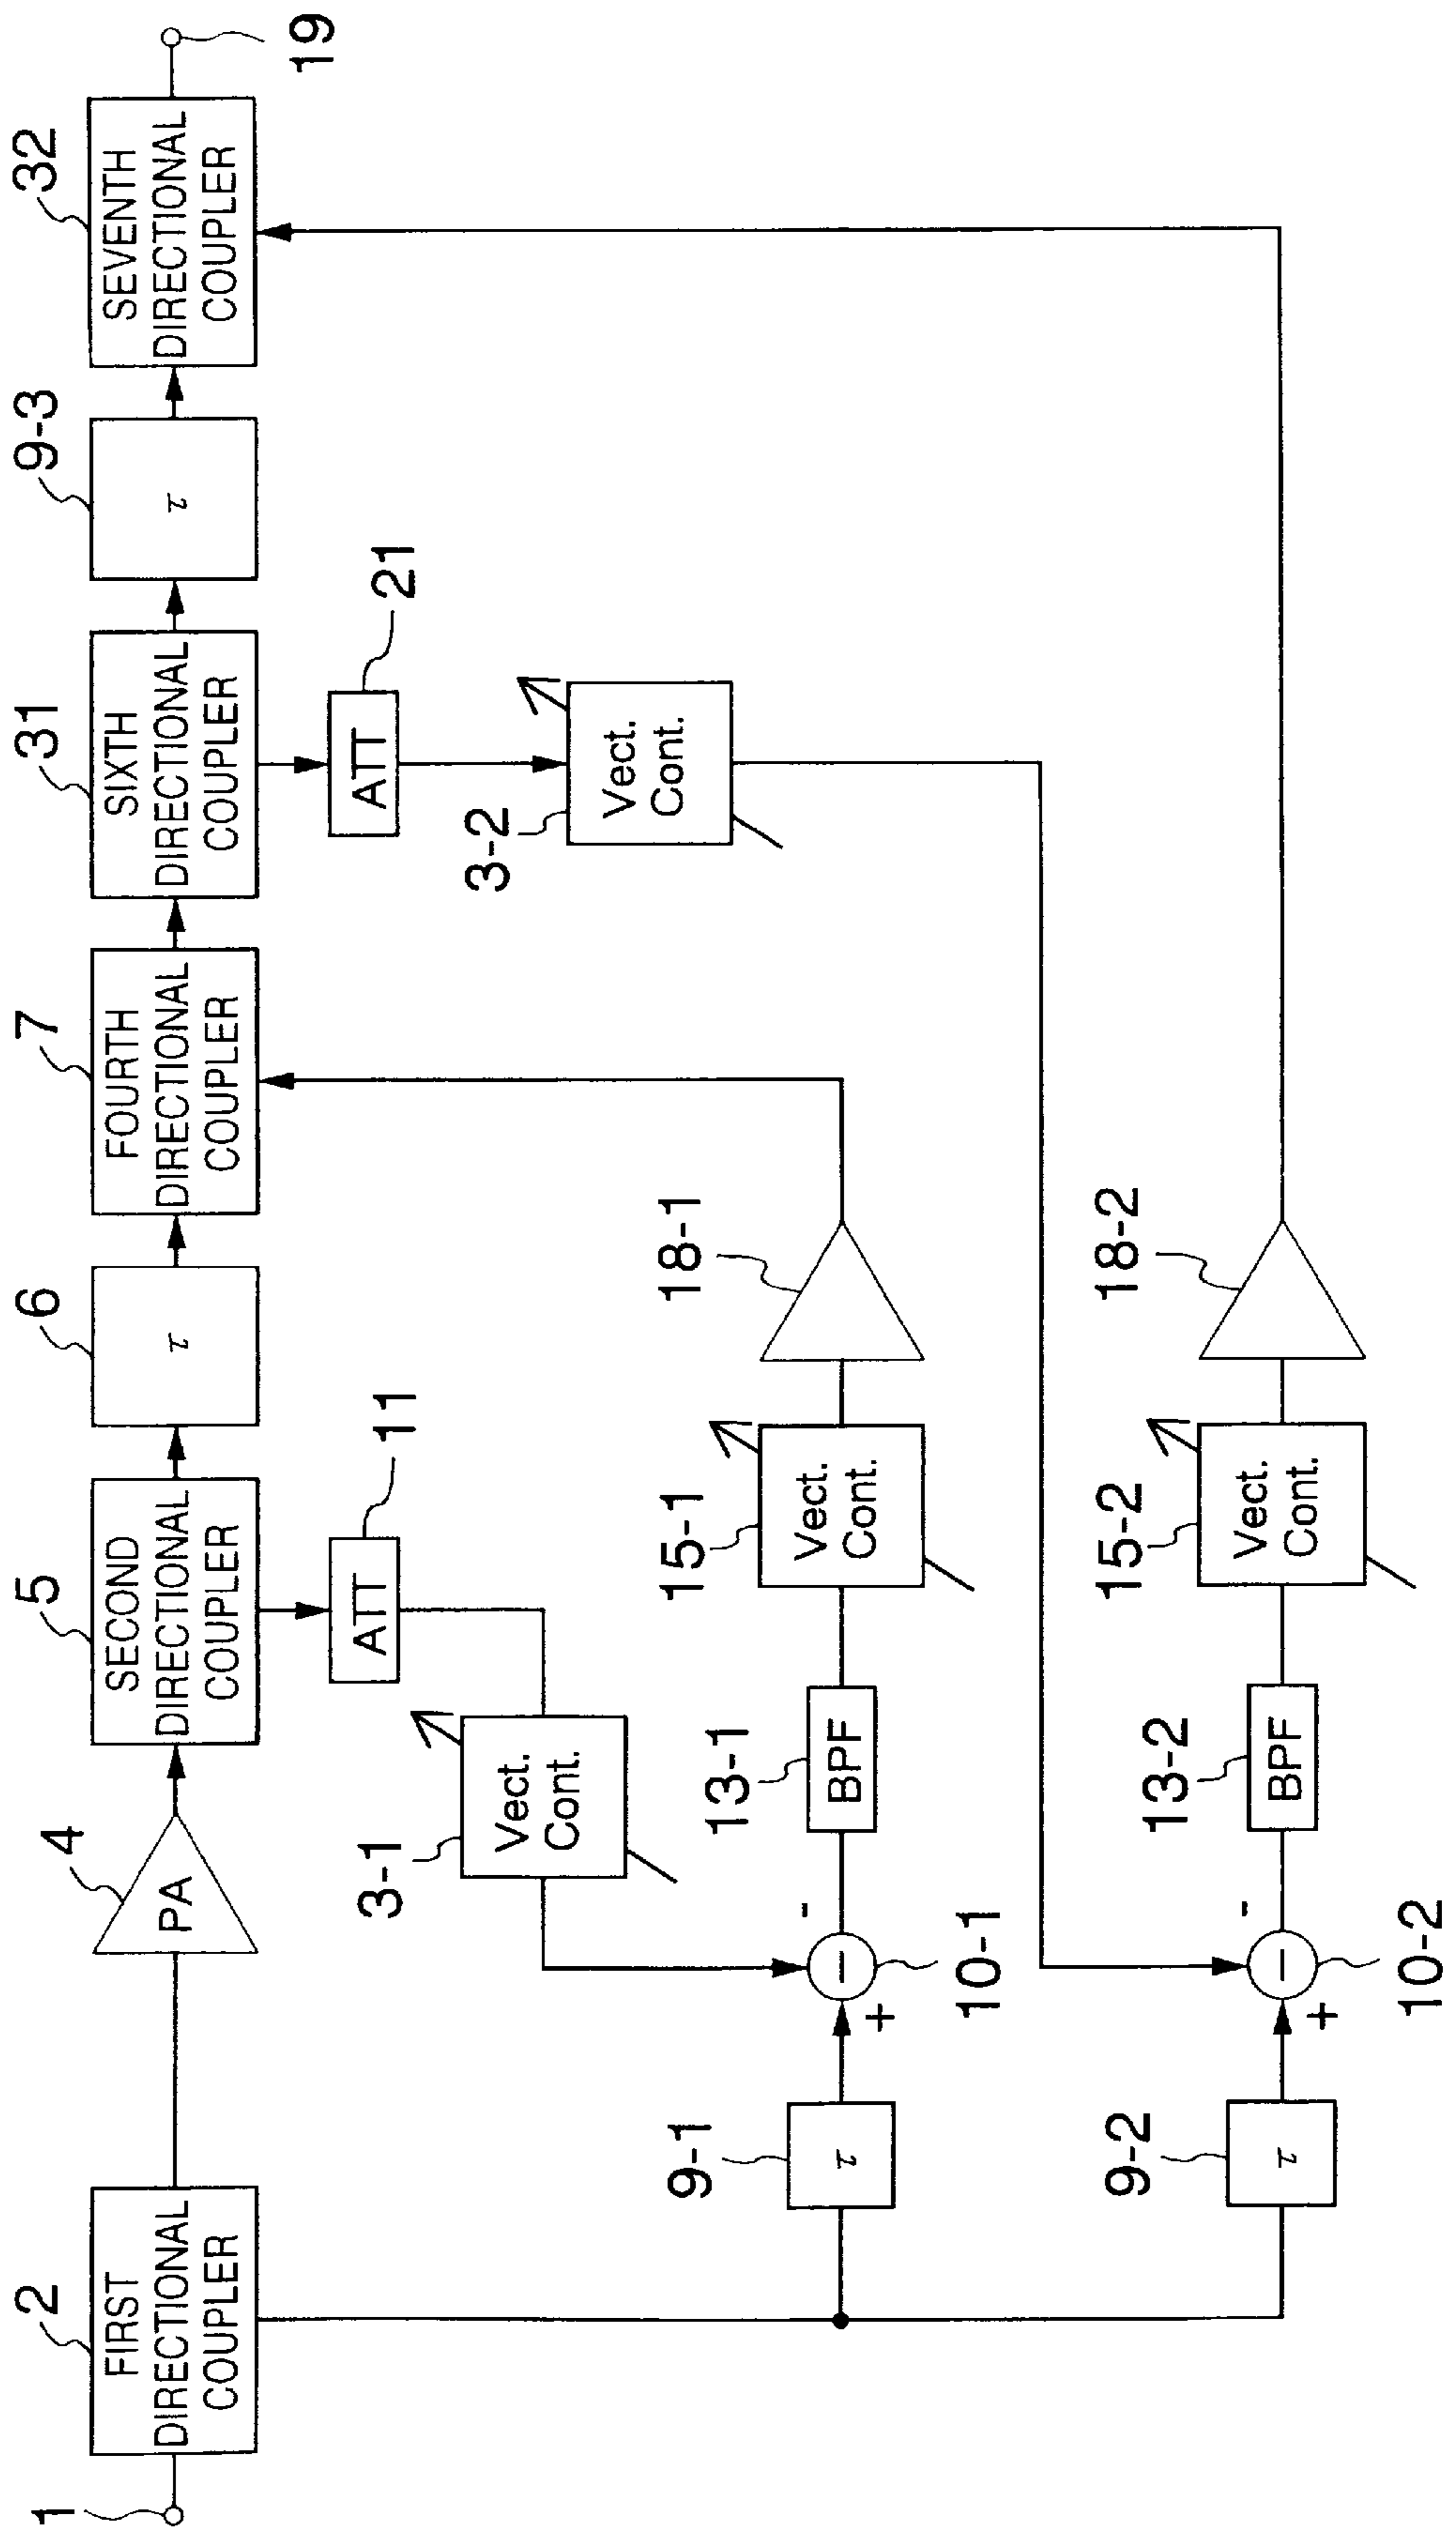 1
2
FIRST
DIRECTIONAL
COUPLER
4
PA
5
SECOND
DIRECTIONAL
COUPLER
6
τ
7
FOURTH
DIRECTIONAL
COUPLER
31
SIXTH
DIRECTIONAL
COUPLER
9-3
τ
32
SEVENTH
DIRECTIONAL
COUPLER
19
11
ATT
21
ATT
3-1
Vect.
Cont.
3-2
Vect.
Cont.
9-1
τ
+
-
−
10-1
13-1
BPF
15-1
Vect.
Cont.
18-1
9-2
τ
+
-
−
10-2
13-2
BPF
15-2
Vect.
Cont.
18-2